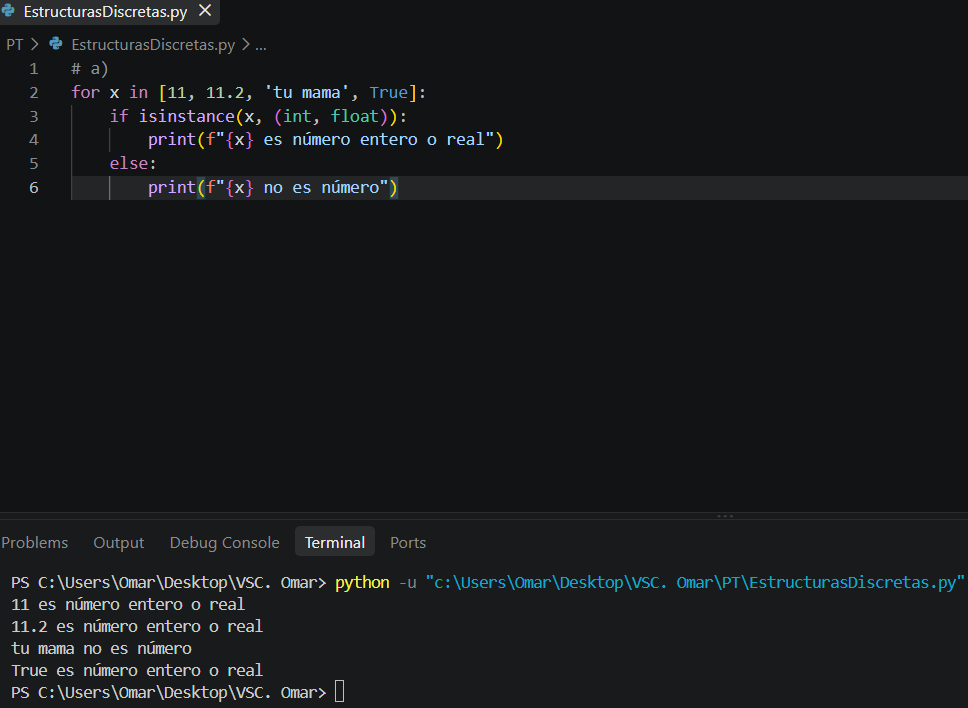 EstructurasDiscretas.py ×
PT > EstructurasDiscretas.py > ...
1 # a)
2 for x in [11, 11.2, 'tu mama', True]:
3     if isinstance(x, (int, float)):
4         print(f"{x} es número entero o real")
5     else:
6         print(f"{x} no es número")
Problems Output Debug Console Terminal Ports
PS C:\Users\Omar\Desktop\VSC. Omar> python -u "c:\Users\Omar\Desktop\VSC. Omar\PT\EstructurasDiscretas.py"
11 es número entero o real
11.2 es número entero o real
tu mama no es número
True es número entero o real
PS C:\Users\Omar\Desktop\VSC. Omar>